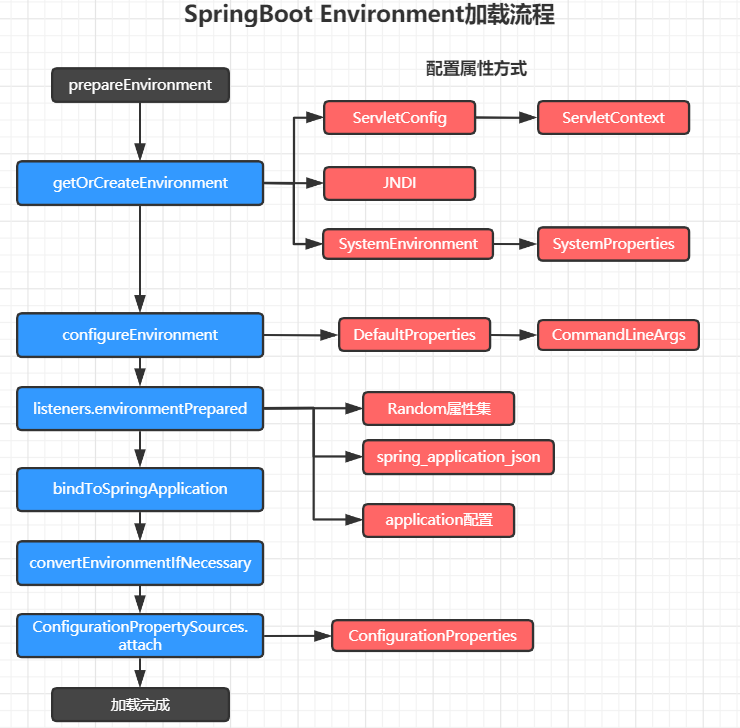 SpringBoot Environment加载流程
配置属性方式
prepareEnvironment
ServletConfig
ServletContext
getOrCreateEnvironment
JNDI
SystemEnvironment
SystemProperties
configureEnvironment
DefaultProperties
CommandLineArgs
listeners.environmentPrepared
Random属性集
spring_application_json
bindToSpringApplication
application配置
convertEnvironmentIfNecessary
ConfigurationPropertySources.
attach
ConfigurationProperties
加载完成